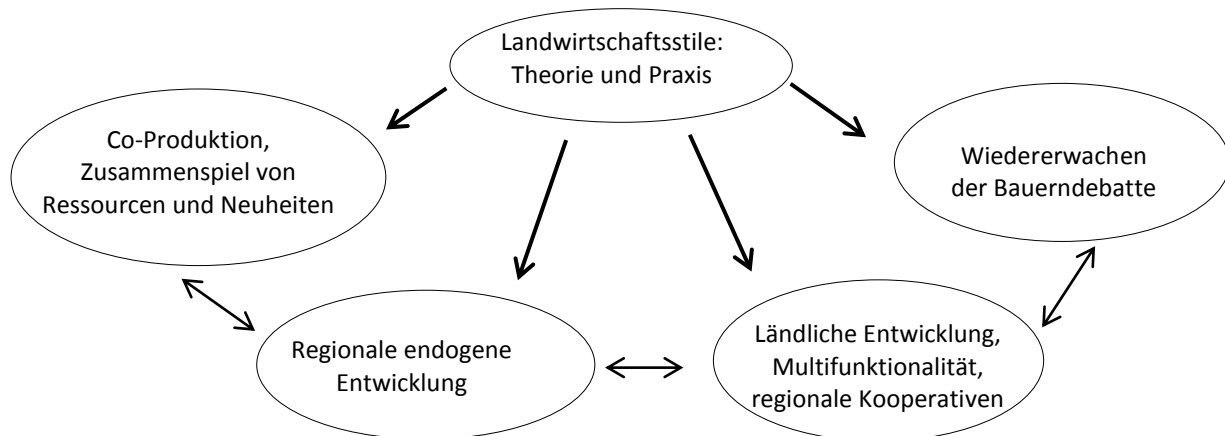 Landwirtschaftsstile:
Theorie und Praxis
Co-Produktion,
Zusammenspiel von
Ressourcen und Neuheiten
Wiedererwachen
der Bauerndebatte
Regionale endogene
Entwicklung
Ländliche Entwicklung,
Multifunktionalität,
regionale Kooperativen